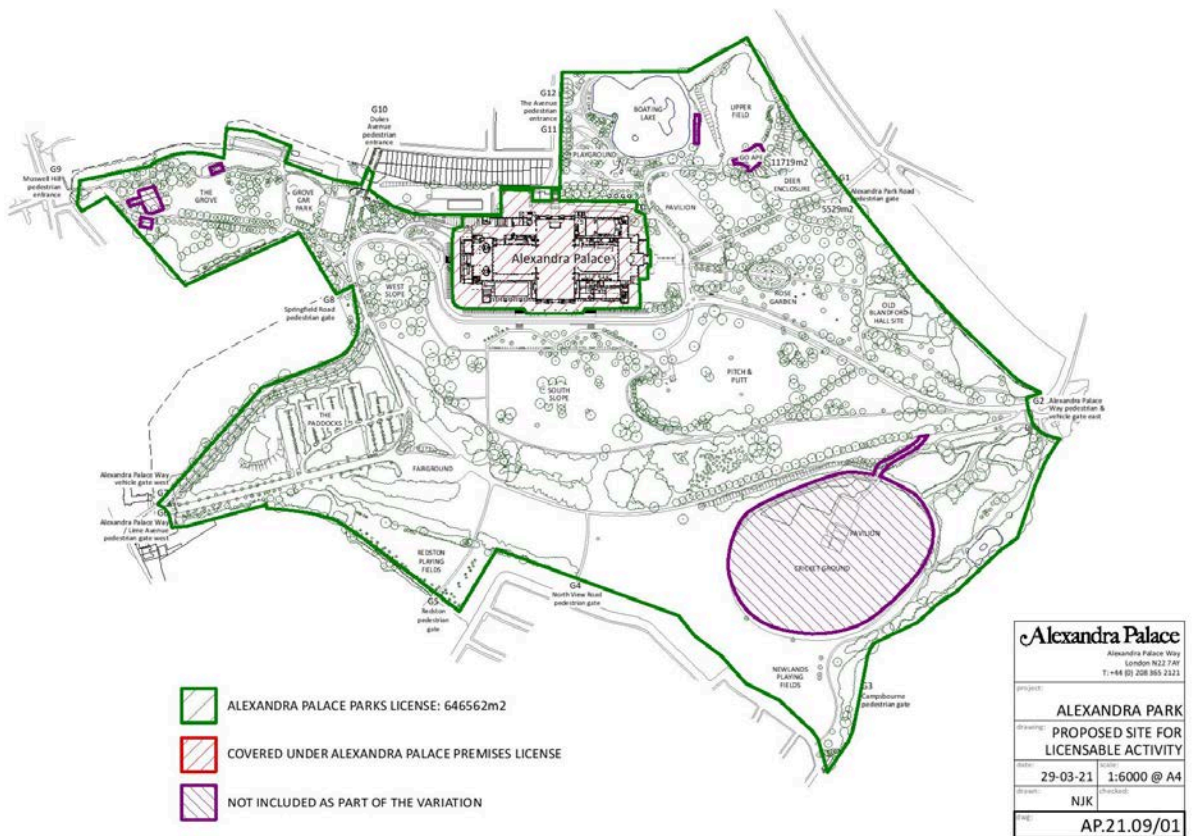 G12
The Avenue
pedestrian
entrance
G11
G10
Dukes
Avenue
pedestrian
entrance
BOATING
LAKE
UPPER
FIELD
PLAYGROUND
GO APE
11719m2
DEER
ENCLOSURE
G1
Alexandra Park Road
pedestrian gate
5529m2
G9
Muswell Hill
pedestrian
entrance
THE
GROVE
GROVE
CAR
PARK
PAVILION
Alexandra Palace
WEST
SLOPE
ROSE
GARDEN
OLD
BLANDFORD
HALL SITE
G8
Springfield Road
pedestrian gate
SOUTH
SLOPE
PITCH &
PUTT
G2
Alexandra Palace
Way pedestrian &
vehicle gate east
THE
PADDOCKS
FAIRGROUND
Alexandra Palace Way
vehicle gate west
G7
G6
Alexandra Palace Way
/ Lime Avenue
pedestrian gate west
PAVILION
CRICKET GROUND
REDSTON
PLAYING
FIELDS
G5
Redston
pedestrian
gate
G4
North View Road
pedestrian gate
NEWLANDS
PLAYING
FIELDS
G3
Campsbourne
pedestrian gate
ALEXANDRA PALACE PARKS LICENSE: 646562m2
COVERED UNDER ALEXANDRA PALACE PREMISES LICENSE
NOT INCLUDED AS PART OF THE VARIATION
Alexandra Palace
Alexandra Palace Way
London N22 7AY
T: +44 (0) 208 365 2121
project:
ALEXANDRA PARK
drawing:
PROPOSED SITE FOR
LICENSABLE ACTIVITY
date:
29-03-21
scale:
1:6000 @ A4
drawn:
NJK
checked:
dwg:
AP.21.09/01